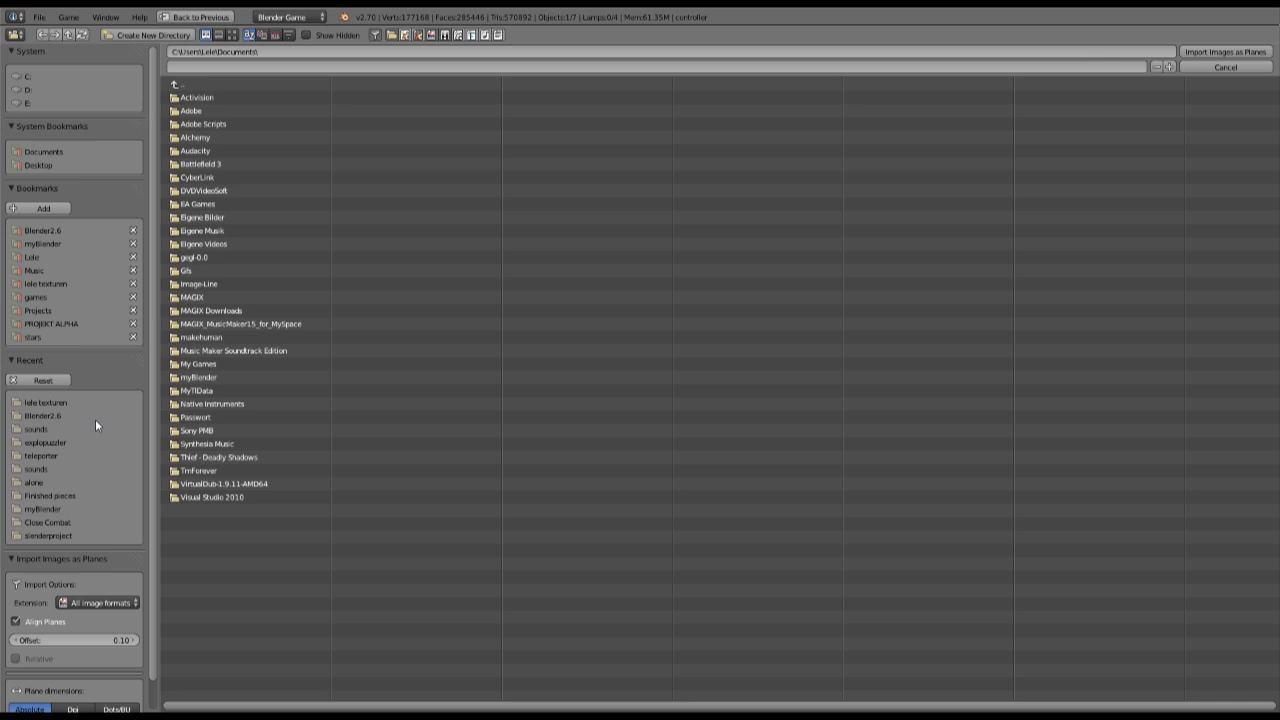 File Game Window Help Back to Previous Blender Game v2.70 | Verts:177168 | Faces:285446 | Tris:570892 | Objects:1/7 | Lamps:0/4 | Mem:61.35M | controller
Create New Directory Show Hidden
System
C:
D:
E:
System Bookmarks
Documents
Desktop
Bookmarks
Add
Blender2.6
myBlender
Lele
Music
lele texturen
games
Projects
PROJEKT ALPHA
stars
Recent
Reset
lele texturen
Blender2.6
sounds
explopuzzler
teleporter
sounds
alone
Finished pieces
myBlender
Close Combat
slenderproject
Import Images as Planes
Import Options:
Extension: All image formats
Align Planes
Offset: 0.10
Relative
Plane dimensions:
Absolute Dpi Dots/BU
C:\Users\Lele\Documents\ Import Images as Planes
Cancel
..
Activision
Adobe
Adobe Scripts
Alchemy
Audacity
Battlefield 3
CyberLink
DVDVideoSoft
EA Games
Eigene Bilder
Eigene Musik
Eigene Videos
gegl-0.0
Gfs
Image-Line
MAGIX
MAGIX Downloads
MAGIX_MusicMaker15_for_MySpace
makehuman
Music Maker Soundtrack Edition
My Games
myBlender
MyTIData
Native Instruments
Passwort
Sony PMB
Synthesia Music
Thief - Deadly Shadows
TmForever
VirtualDub-1.9.11-AMD64
Visual Studio 2010